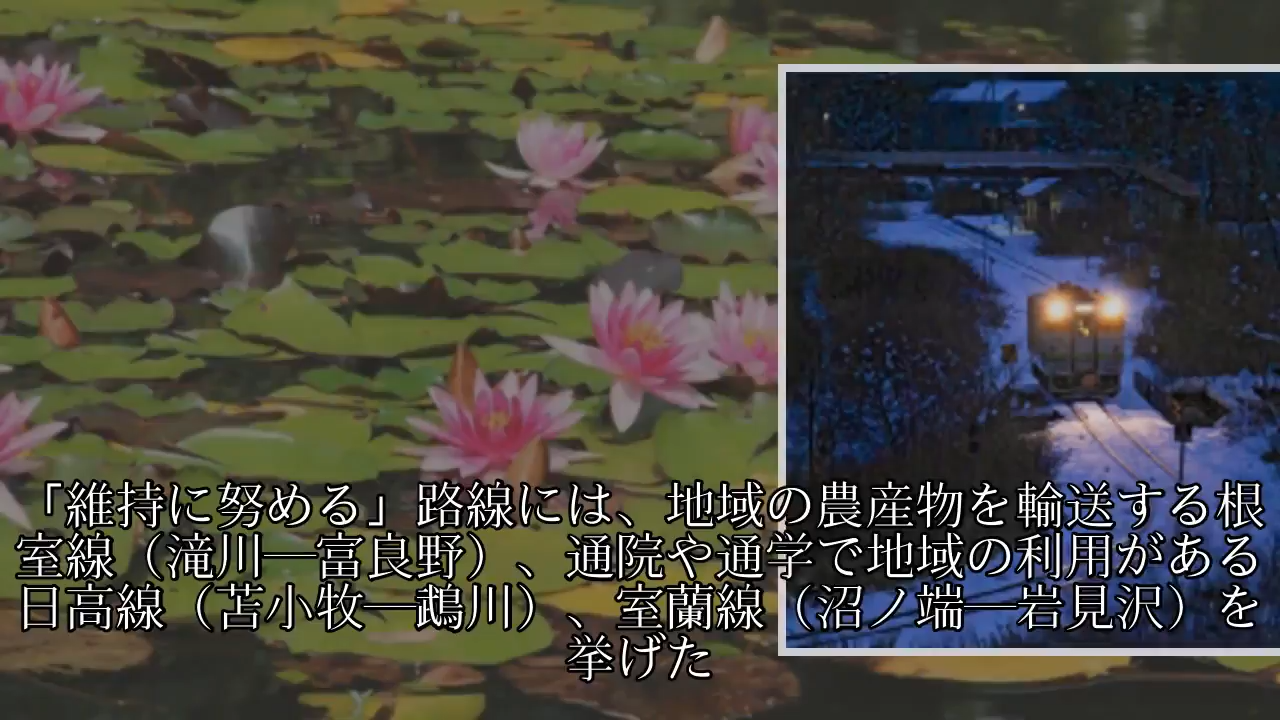 「維持に努める」路線には、地域の農産物を輸送する根
室線（滝川―富良野）、通院や通学で地域の利用がある
日高線（苫小牧―鵡川）、室蘭線（沼ノ端―岩見沢）を
挙げた